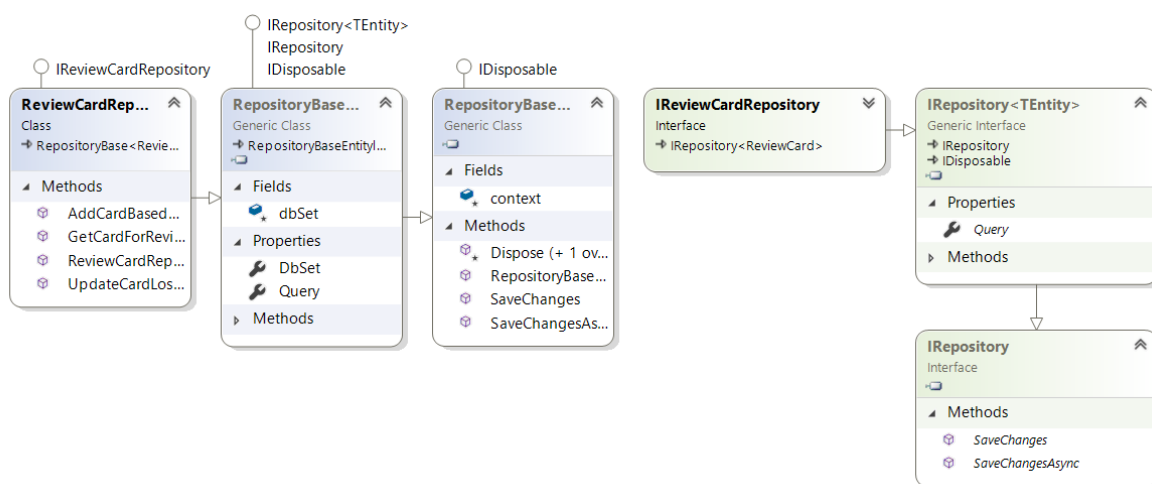 IReviewCardRepository
ReviewCardRep...
Class
RepositoryBase<Revie...
Methods
AddCardBased...
GetCardForRevi...
ReviewCardRep...
UpdateCardLos...
IRepository<TEntity>
IRepository
IDisposable
RepositoryBase...
Generic Class
RepositoryBaseEntityI...
Fields
dbSet
Properties
DbSet
Query
Methods
IDisposable
RepositoryBase...
Generic Class
Fields
context
Methods
Dispose (+ 1 ov...
RepositoryBase...
SaveChanges
SaveChangesAs...
IReviewCardRepository
Interface
IRepository<ReviewCard>
IRepository<TEntity>
Generic Interface
IRepository
IDisposable
Properties
Query
Methods
IRepository
Interface
Methods
SaveChanges
SaveChangesAsync